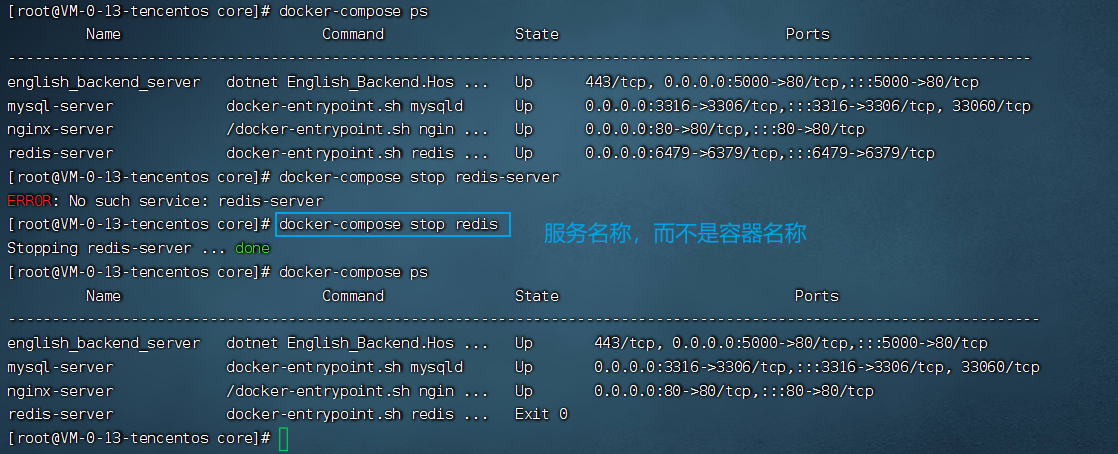 [root@VM-0-13-tencentos core]# docker-compose ps
Name Command State Ports
-----------------------------------------------------------------------------------------------------------------------
english_backend_server dotnet English_Backend.Hos ... Up 443/tcp, 0.0.0.0:5000->80/tcp,:::5000->80/tcp
mysql-server docker-entrypoint.sh mysqld Up 0.0.0.0:3316->3306/tcp,:::3316->3306/tcp, 33060/tcp
nginx-server /docker-entrypoint.sh ngin ... Up 0.0.0.0:80->80/tcp,:::80->80/tcp
redis-server docker-entrypoint.sh redis ... Up 0.0.0.0:6479->6379/tcp,:::6479->6379/tcp
[root@VM-0-13-tencentos core]# docker-compose stop redis-server
ERROR: No such service: redis-server
[root@VM-0-13-tencentos core]# docker-compose stop redis
服务名称，而不是容器名称
Stopping redis-server ... done
[root@VM-0-13-tencentos core]# docker-compose ps
Name Command State Ports
------------------------------------------------------------------------------------------------------------------------
english_backend_server dotnet English_Backend.Hos ... Up 443/tcp, 0.0.0.0:5000->80/tcp,:::5000->80/tcp
mysql-server docker-entrypoint.sh mysqld Up 0.0.0.0:3316->3306/tcp,:::3316->3306/tcp, 33060/tcp
nginx-server /docker-entrypoint.sh ngin ... Up 0.0.0.0:80->80/tcp,:::80->80/tcp
redis-server docker-entrypoint.sh redis ... Exit 0
[root@VM-0-13-tencentos core]#